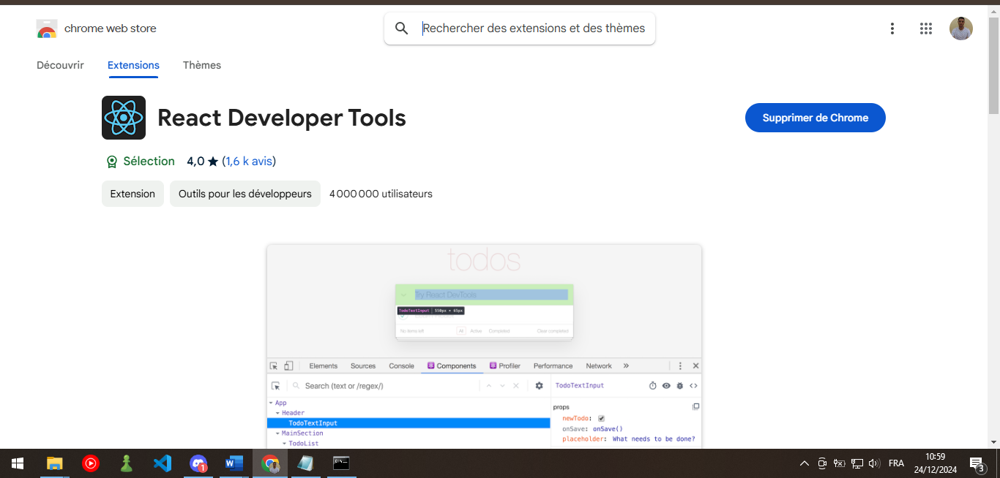 chrome web store
Rechercher des extensions et des thèmes
Découvrir Extensions Thèmes
React Developer Tools
Supprimer de Chrome
Sélection 4,0 ★ (1,6 k avis)
Extension Outils pour les développeurs 4 000 000 utilisateurs
todos
Try React DevTools
TodoTextInput | 550px × 65px
No items left All Active Completed Clear completed
Elements Sources Console Components Profiler Performance Network »
Search (text or /regex/) TodoTextInput
App
Header
TodoTextInput
MainSection
TodoList
props
newTodo:
onSave: onSave()
placeholder: What needs to be done?
1
FRA
10:59
24/12/2024
3